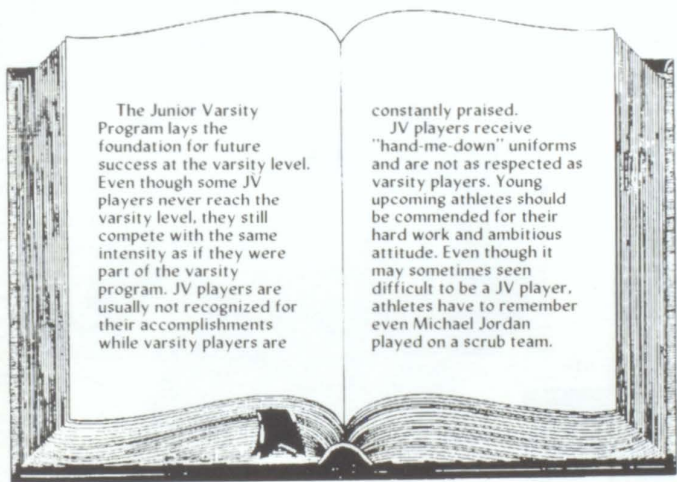 The Junior Varsity
Program lays the
foundation for future
success at the varsity level.
Even though some JV
players never reach the
varsity level, they still
compete with the same
intensity as if they were
part of the varsity
program. JV players are
usually not recognized for
their accomplishments
while varsity players are
constantly praised.
JV players receive
"hand-me-down" uniforms
and are not as respected as
varsity players. Young
upcoming athletes should
be commended for their
hard work and ambitious
attitude. Even though it
may sometimes seen
difficult to be a JV player,
athletes have to remember
even Michael Jordan
played on a scrub team.